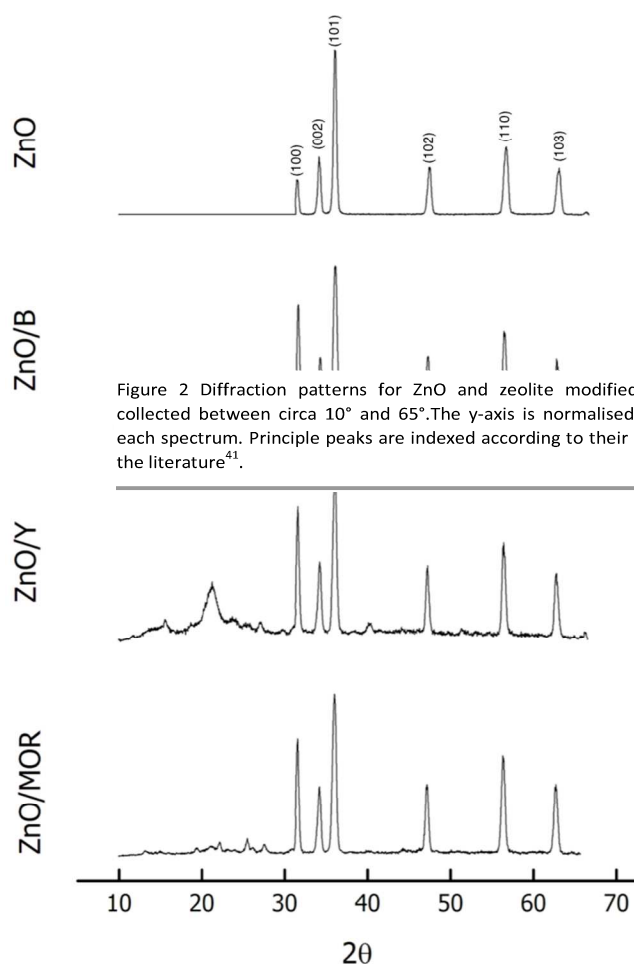 ZnO
(100)
(002)
(101)
(102)
(110)
(103)
ZnO/B
Figure 2 Diffraction patterns for ZnO and zeolite modified
collected between circa 10° and 65°.The y-axis is normalised
each spectrum. Principle peaks are indexed according to their
the literature41.
ZnO/Y
ZnO/MOR
10 20 30 40 50 60 70
2θ